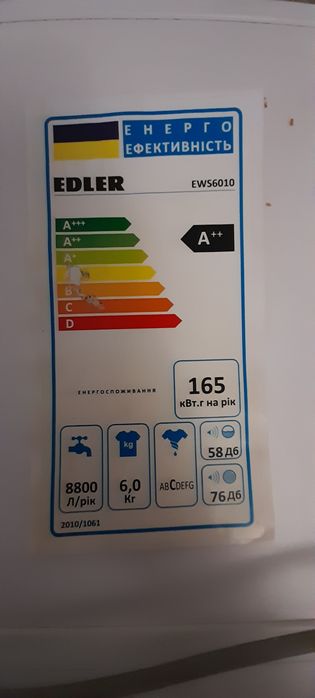 ЕНЕРГО
ЕФЕКТИВНІСТЬ
EDLER EWS6010
A+++
A++
A+
B
C
D
A++
ЕНЕРГОСПОЖИВАННЯ
165
кВт.г на рік
kg
8800
Л/рік
6,0
Кг
ABCDEFG
58 Дб
76 Дб
2010/1061